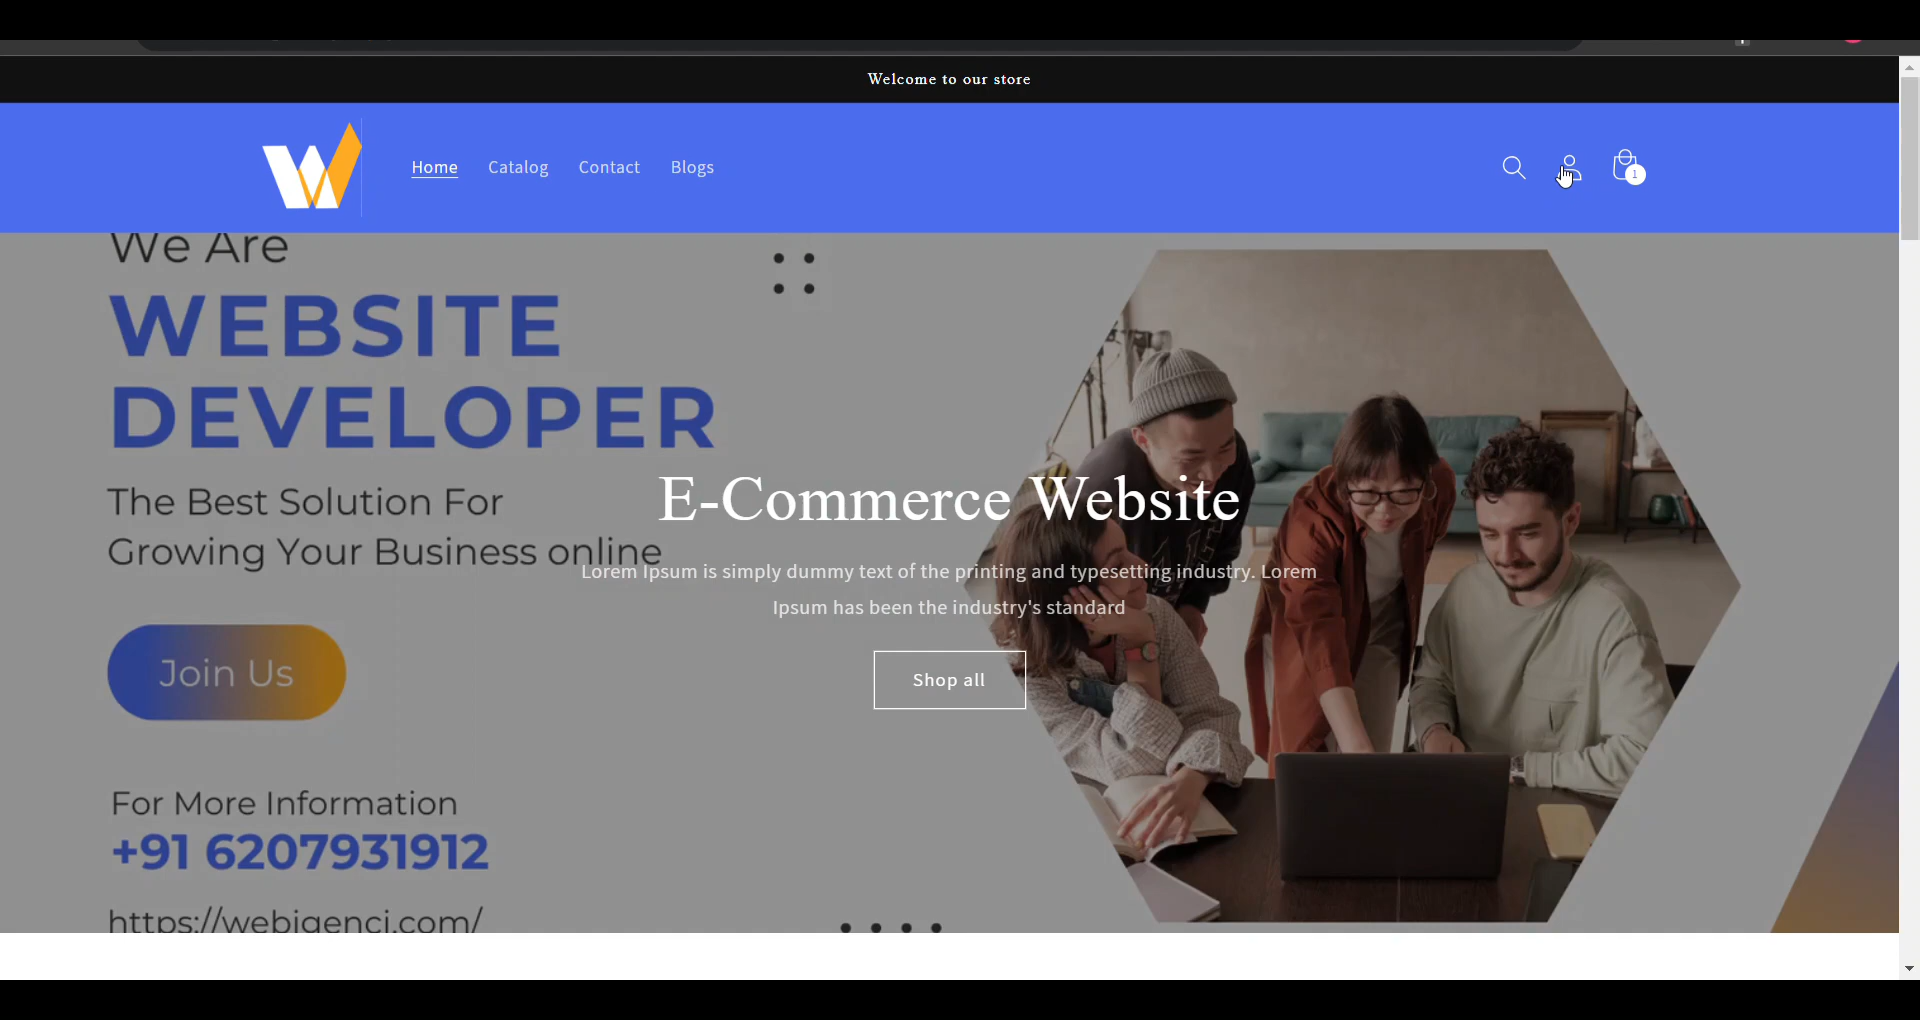 Welcome to our store
Home Catalog Contact Blogs
1
We Are
WEBSITE
DEVELOPER
The Best Solution For
Growing Your Business online
E-Commerce Website
Lorem Ipsum is simply dummy text of the printing and typesetting industry. Lorem
Ipsum has been the industry's standard
Shop all
Join Us
For More Information
+91 6207931912
https://webigenci.com/